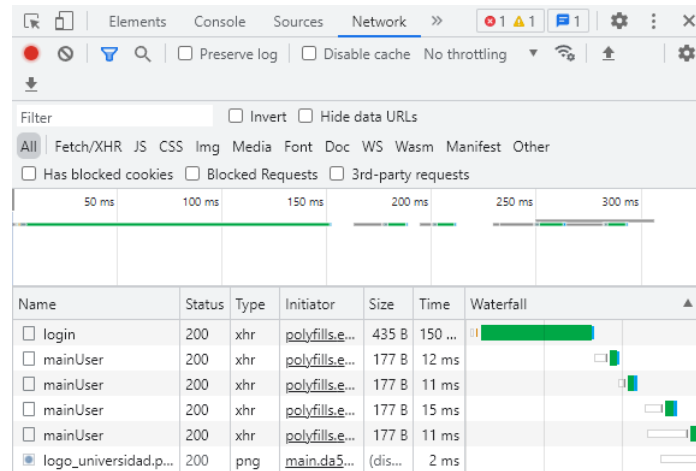 Elements Console Sources Network » 1 1 1
Preserve log Disable cache No throttling
Filter Invert Hide data URLs
All Fetch/XHR JS CSS Img Media Font Doc WS Wasm Manifest Other
Has blocked cookies Blocked Requests 3rd-party requests
50 ms 100 ms 150 ms 200 ms 250 ms 300 ms
Name Status Type Initiator Size Time Waterfall
login 200 xhr polyfills.e... 435 B 150 ...
mainUser 200 xhr polyfills.e... 177 B 12 ms
mainUser 200 xhr polyfills.e... 177 B 11 ms
mainUser 200 xhr polyfills.e... 177 B 15 ms
mainUser 200 xhr polyfills.e... 177 B 11 ms
logo_universidad.p... 200 png main.da5... (dis... 2 ms